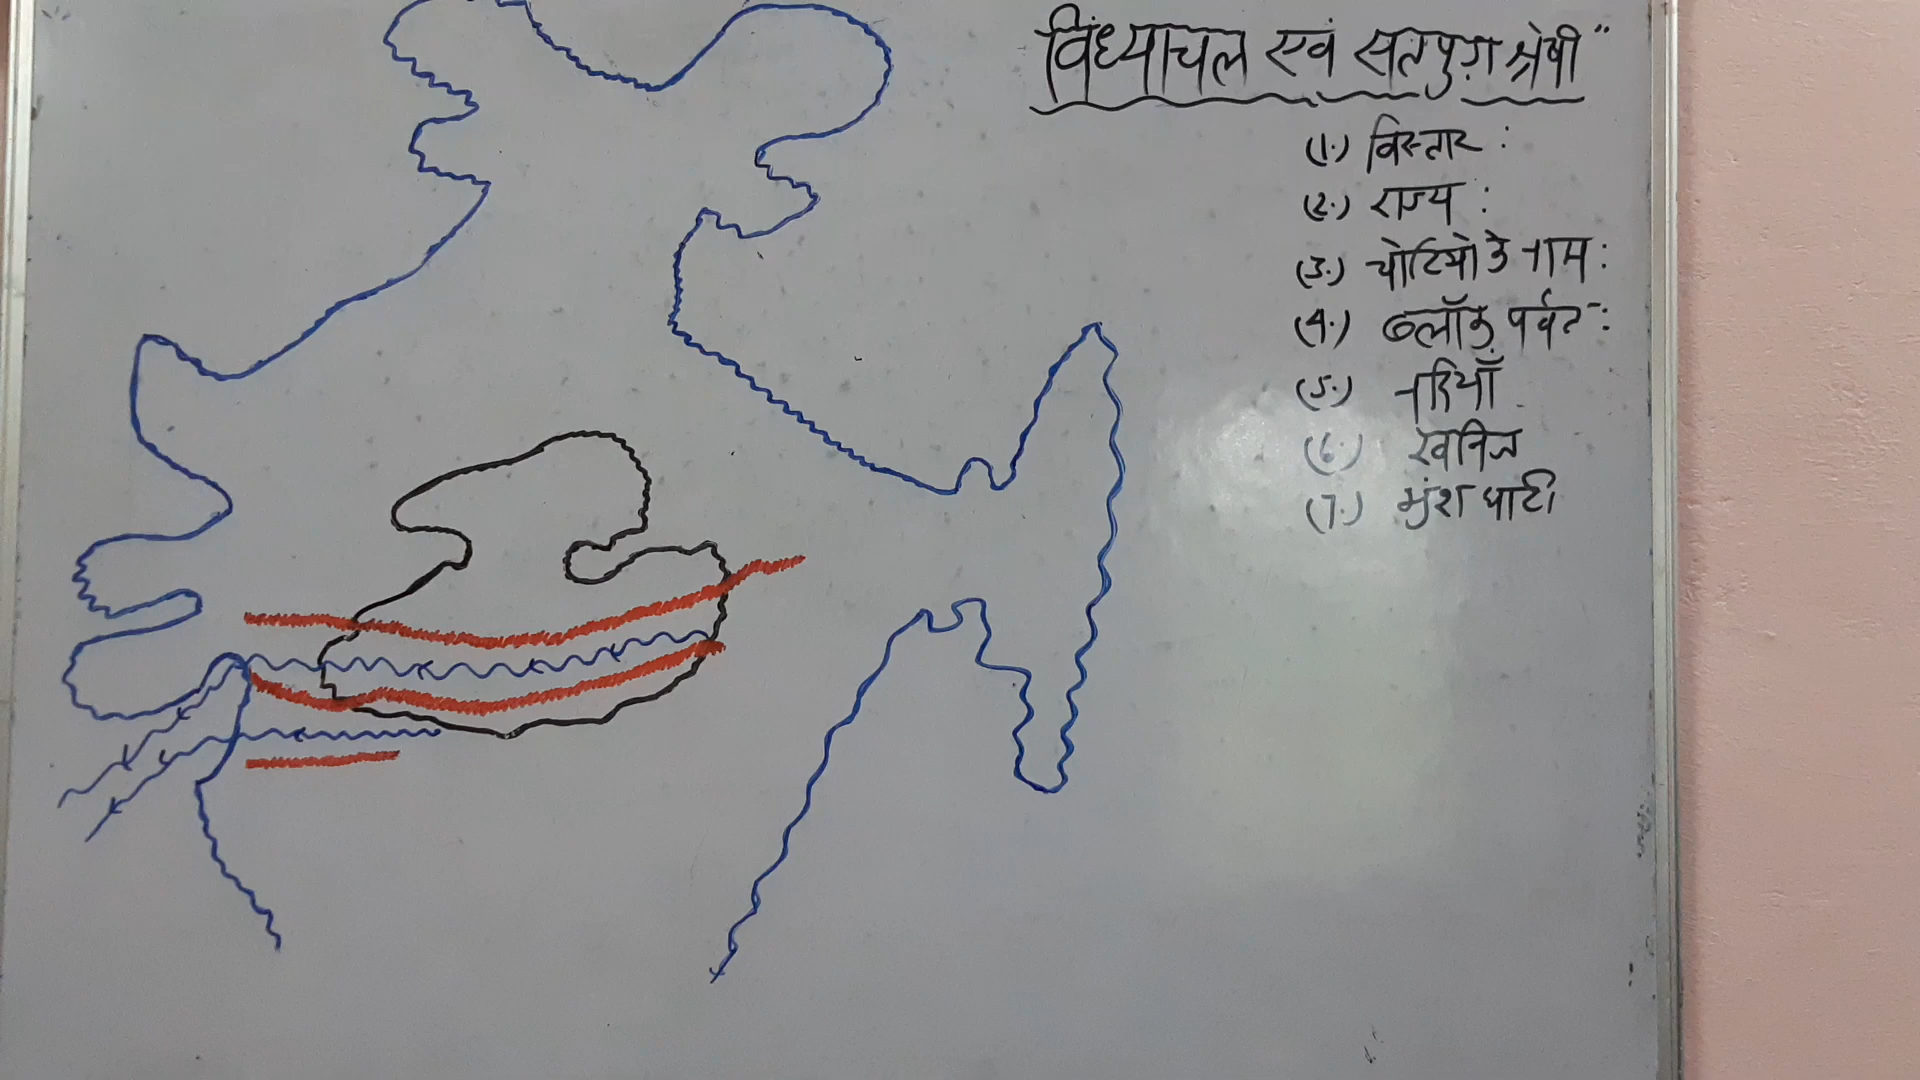 विंध्याचल एवं सतपुड़ा श्रेणी"
(1.) विस्तार :
(2.) राज्य :
(3.) चोटियो के नाम :
(4.) ब्लॉक पर्वत :
(5.) नदियाँ
(6.) खनिज
(7.) भ्रंश घाटी